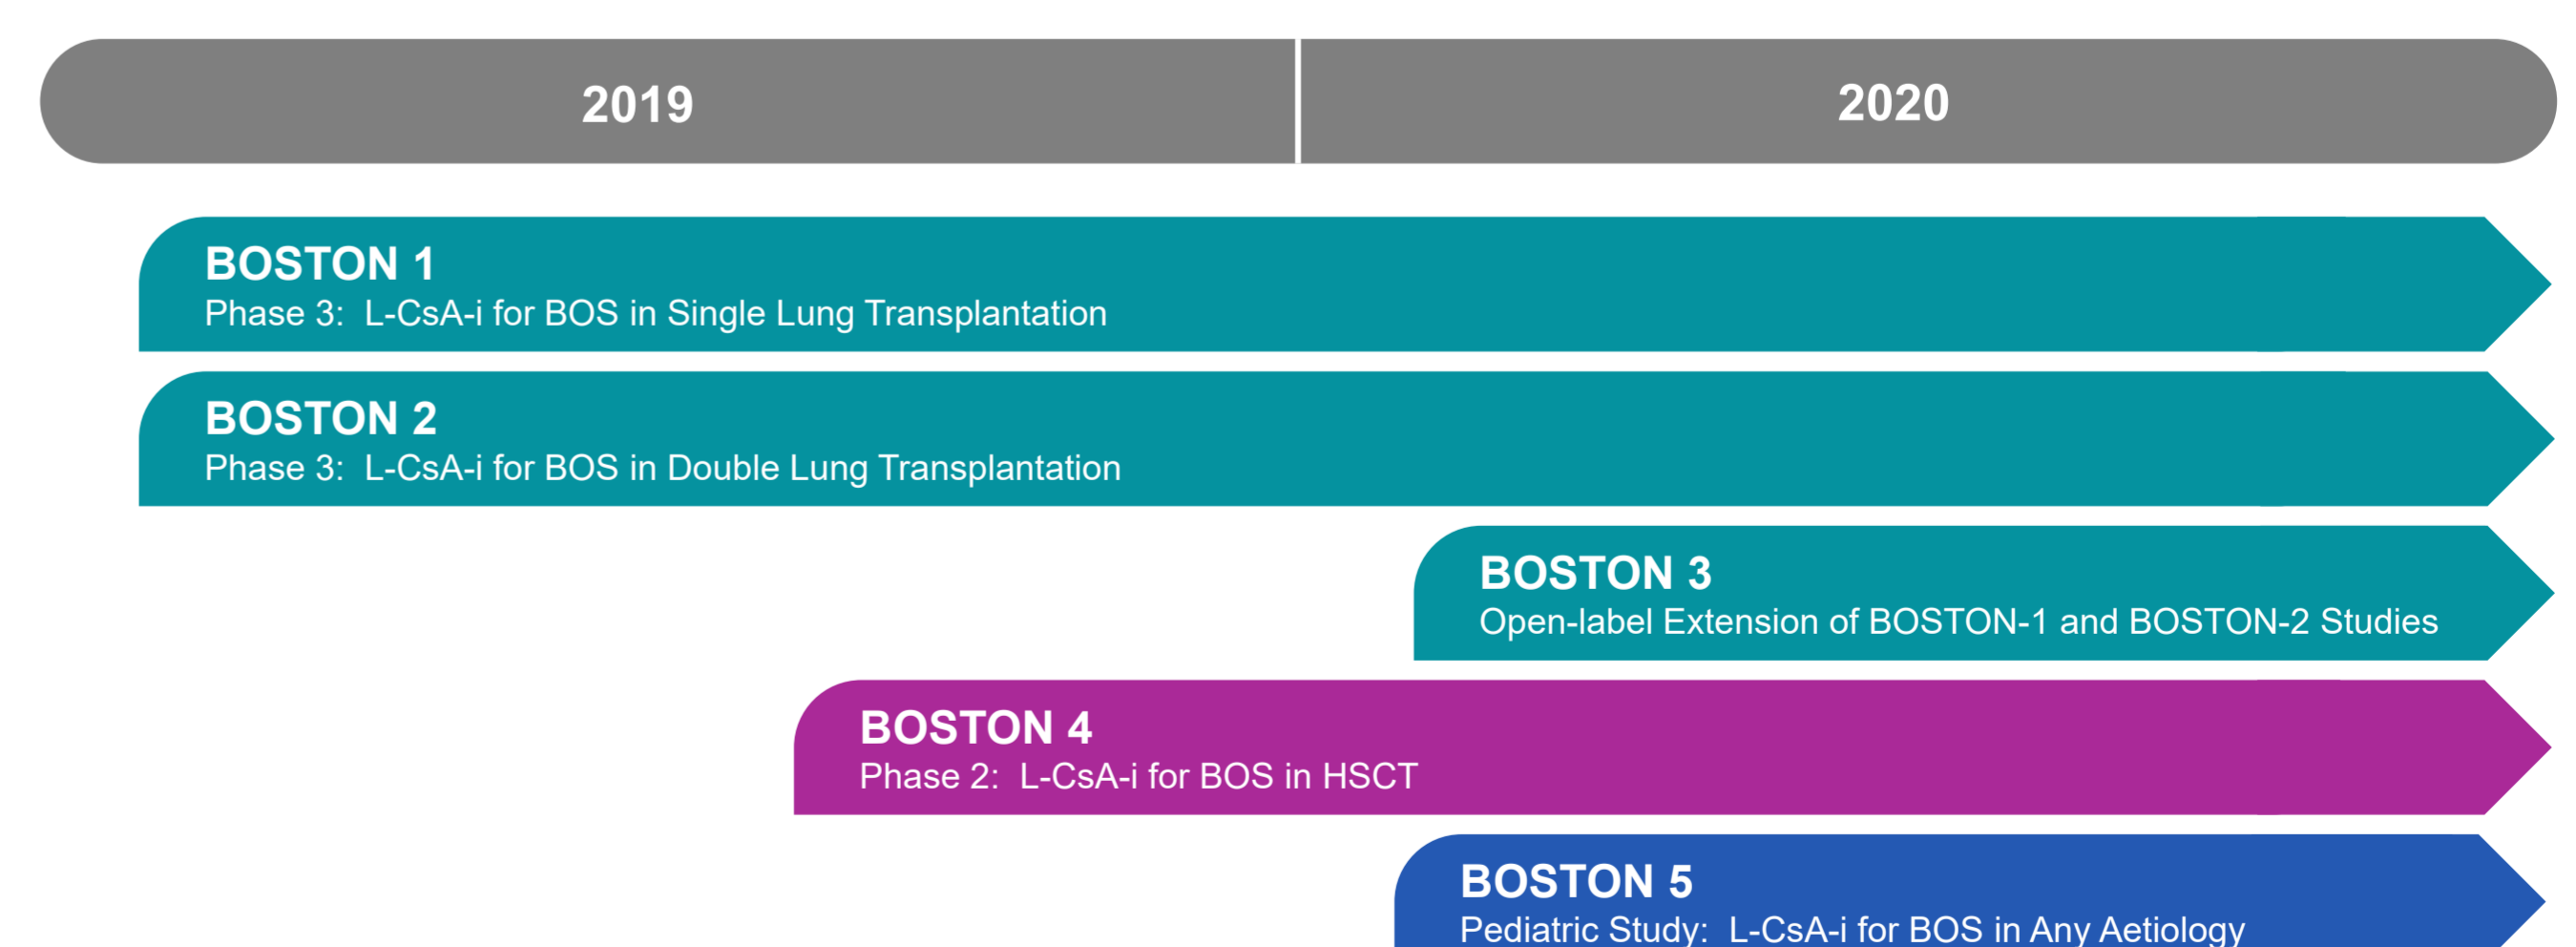 2019
2020
BOSTON 1
Phase 3:  L-CsA-i for BOS in Single Lung Transplantation
BOSTON 2
Phase 3:  L-CsA-i for BOS in Double Lung Transplantation
BOSTON 3
Open-label Extension of BOSTON-1 and BOSTON-2 Studies
BOSTON 4
Phase 2:  L-CsA-i for BOS in HSCT
BOSTON 5
Pediatric Study:  L-CsA-i for BOS in Any Aetiology